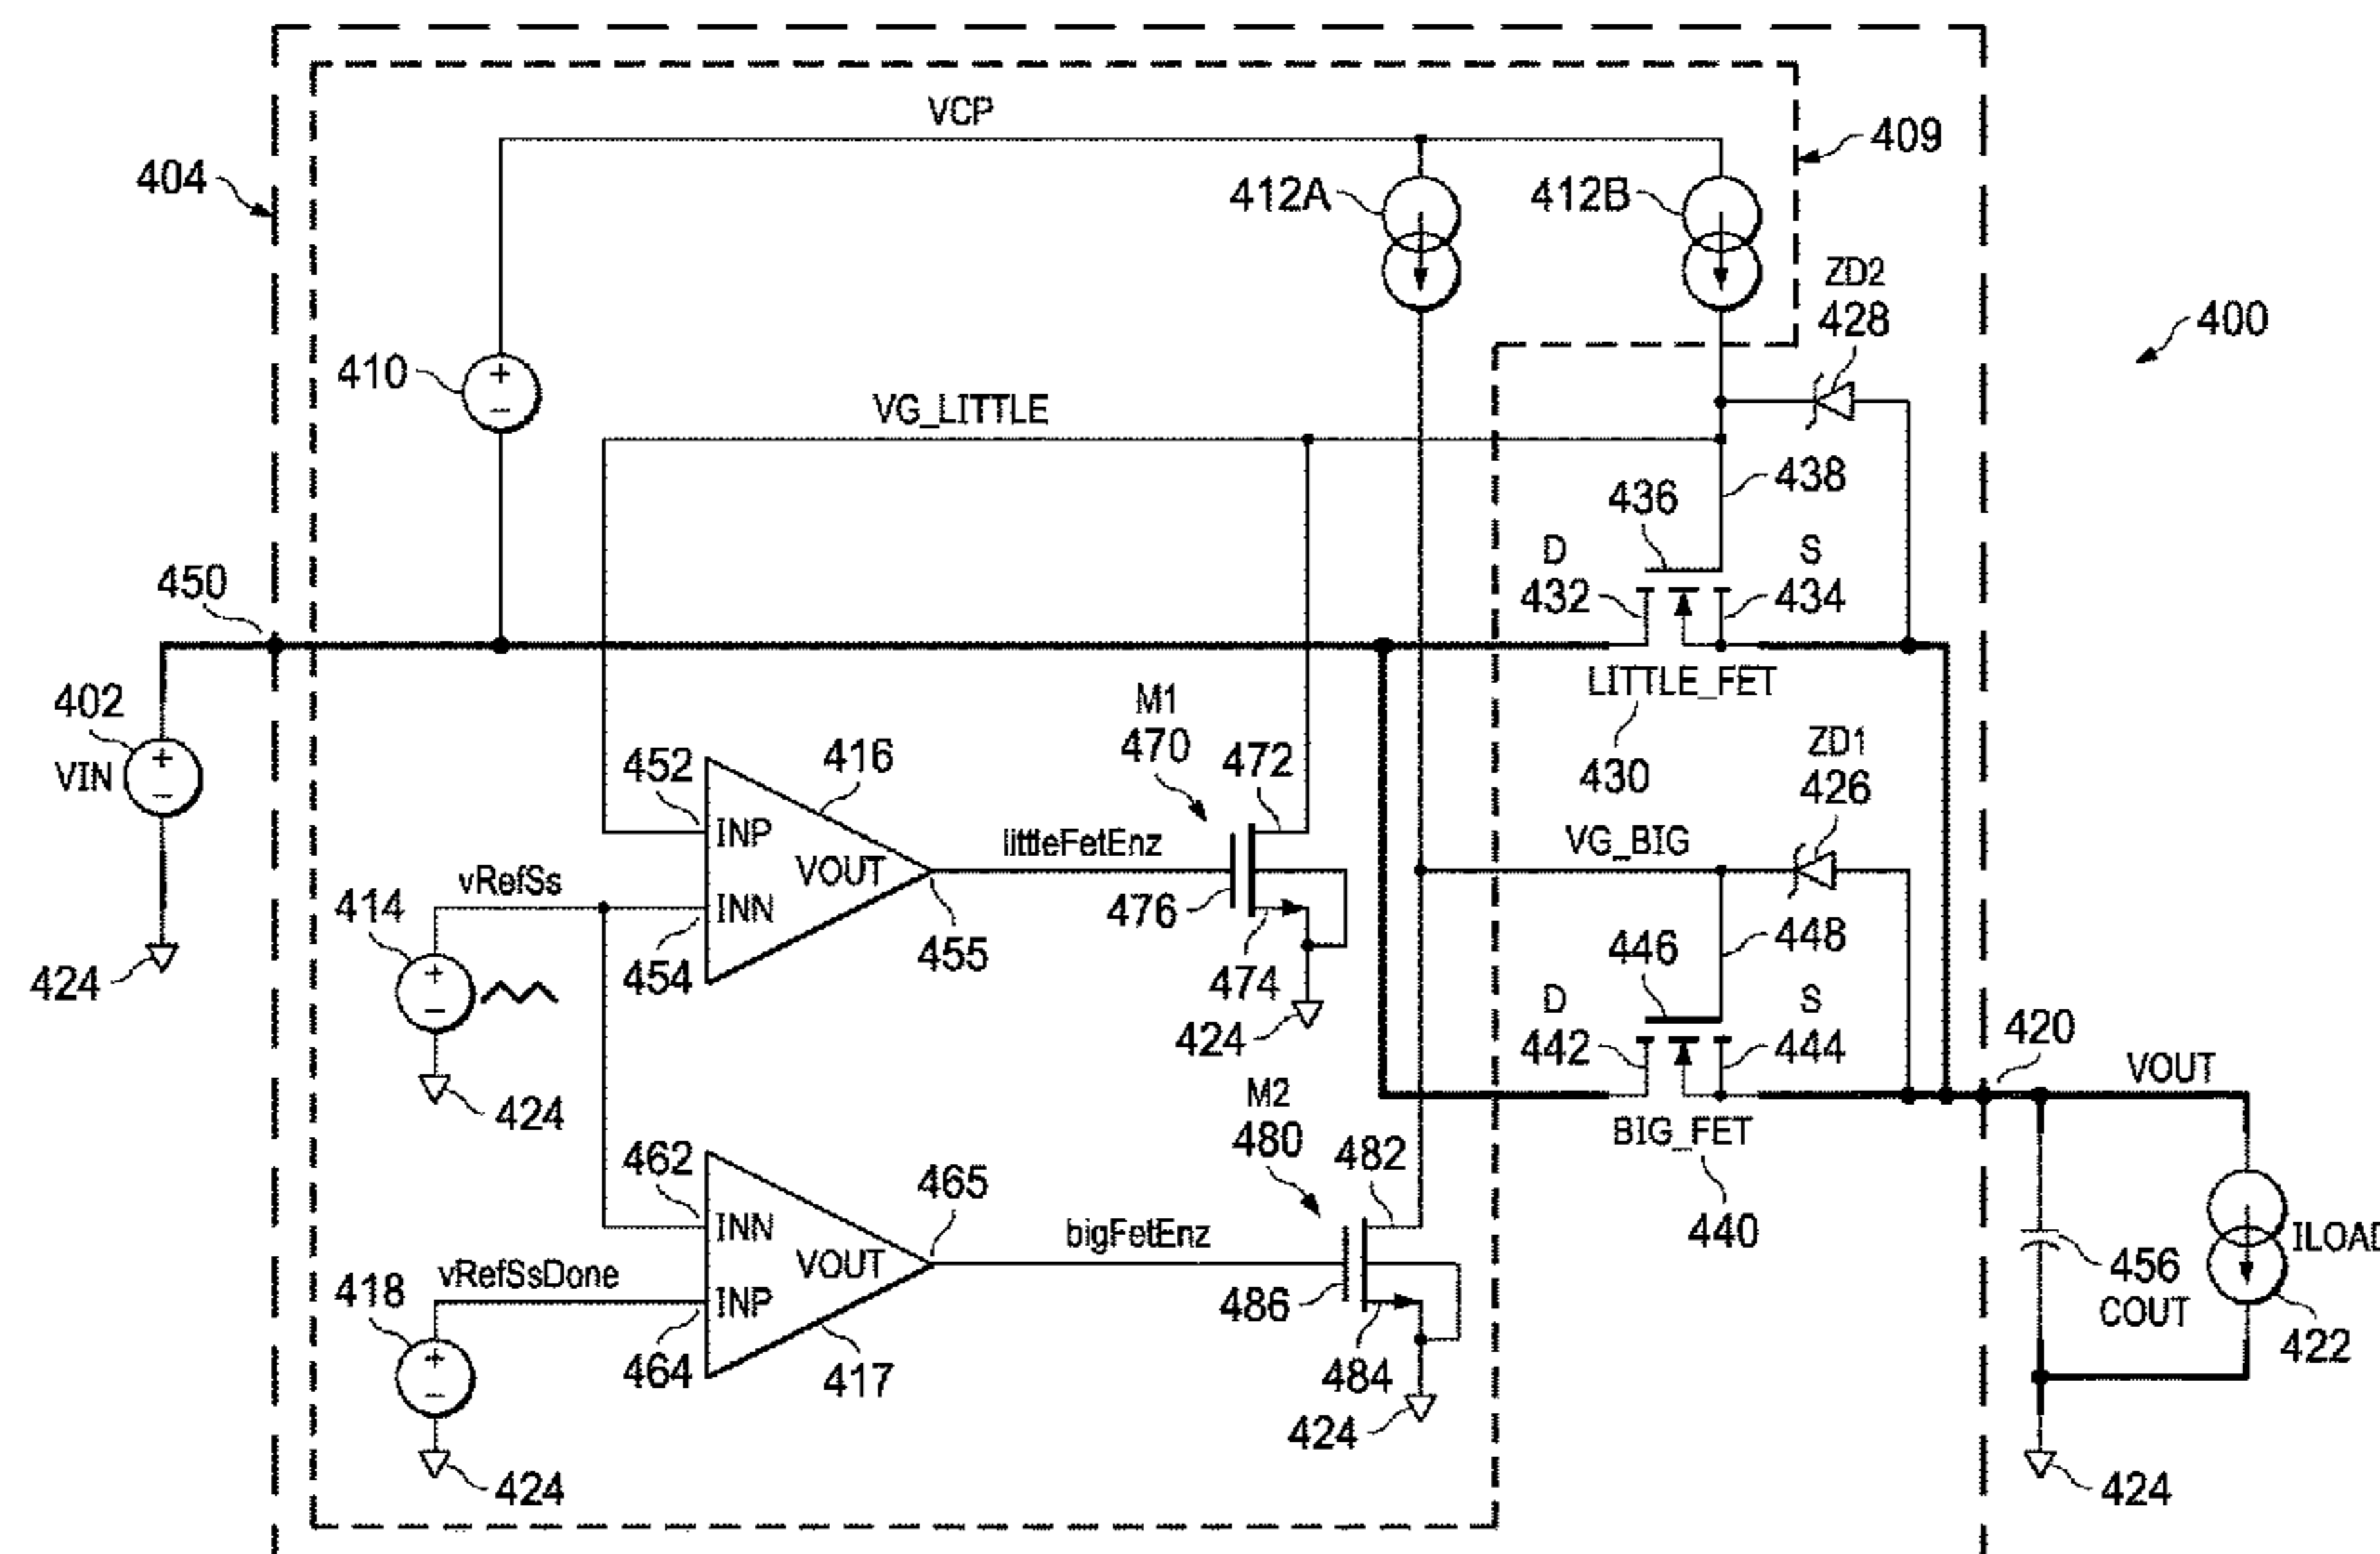 VCP
409
404
412A
412B
ZD2
428
400
410
VG_LITTLE
438
436
D
S
450
432
434
LITTLE_FET
402
M1
ZD1
VIN
452
416
470
472
430
426
INP
littleFetEnz
VG_BIG
VOUT
vRefSs
414
INN
476
446
448
424
454
455
474
D
S
424
442
444
420
424
M2
VOUT
BIG_FET
462
465
480
482
440
INN
bigFetEnz
ILOAD
vRefSsDone
VOUT
456
418
INP
486
COUT
464
417
484
422
424
424
424